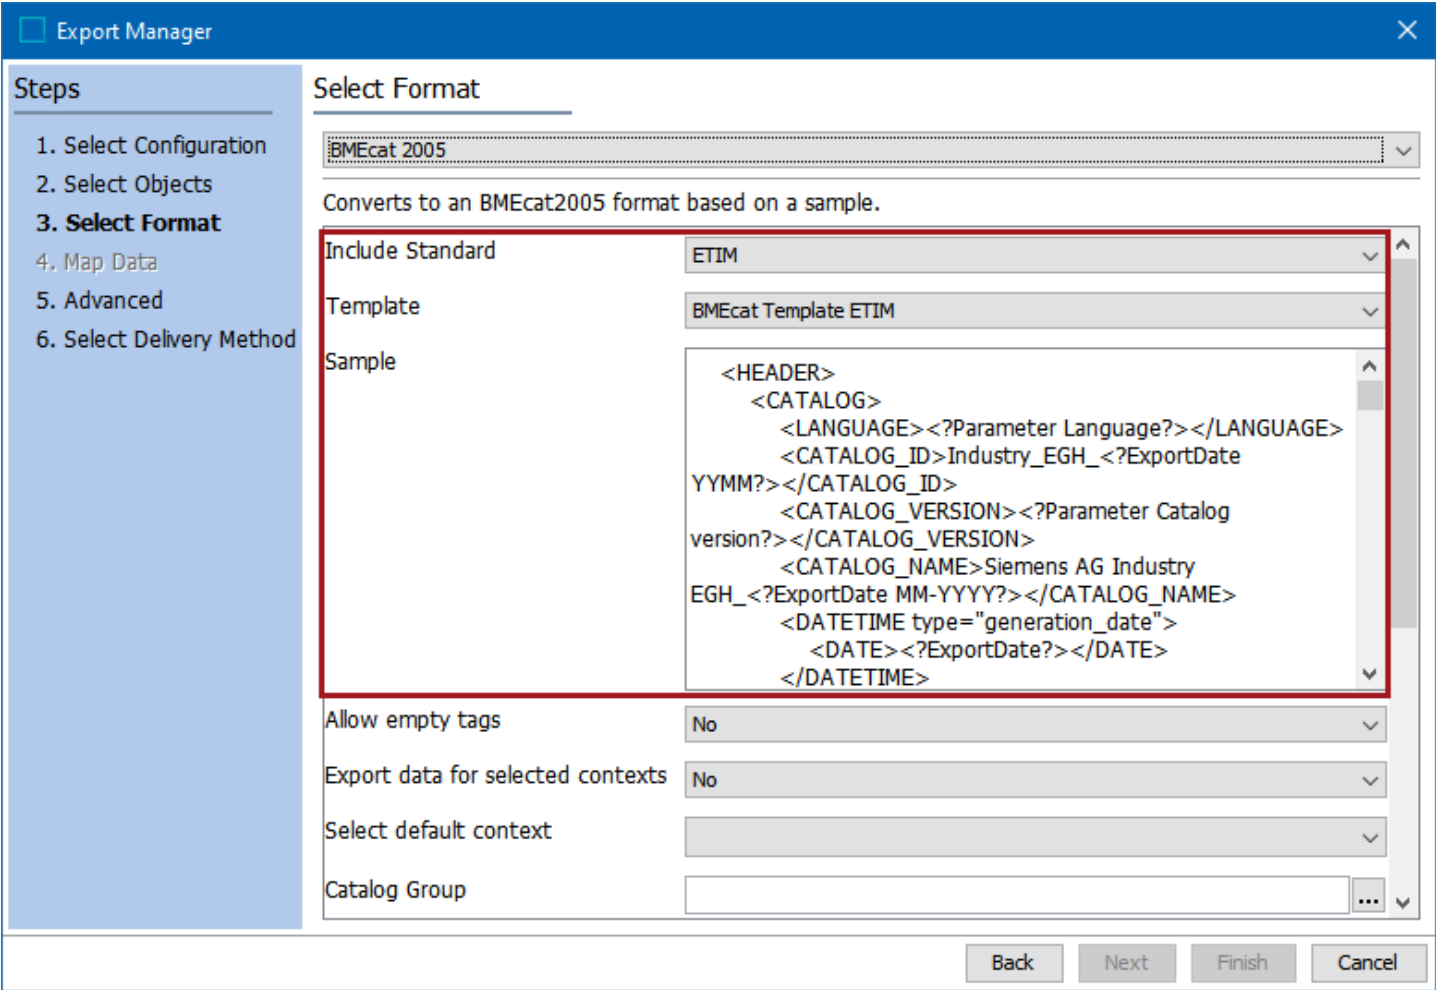 Export Manager
Steps
1. Select Configuration
2. Select Objects
3. Select Format
4. Map Data
5. Advanced
6. Select Delivery Method
Select Format
BMEcat 2005
Converts to an BMEcat2005 format based on a sample.
Include Standard
ETIM
Template
BMEcat Template ETIM
Sample
<HEADER>
<CATALOG>
<LANGUAGE><?Parameter Language?></LANGUAGE>
<CATALOG_ID>Industry_EGH_<?ExportDate
YYMM?></CATALOG_ID>
<CATALOG_VERSION><?Parameter Catalog
version?></CATALOG_VERSION>
<CATALOG_NAME>Siemens AG Industry
EGH_<?ExportDate MM-YYYY?></CATALOG_NAME>
<DATETIME type="generation_date">
<DATE><?ExportDate?></DATE>
</DATETIME>
Allow empty tags
No
Export data for selected contexts
No
Select default context
Catalog Group
...
Back
Next
Finish
Cancel